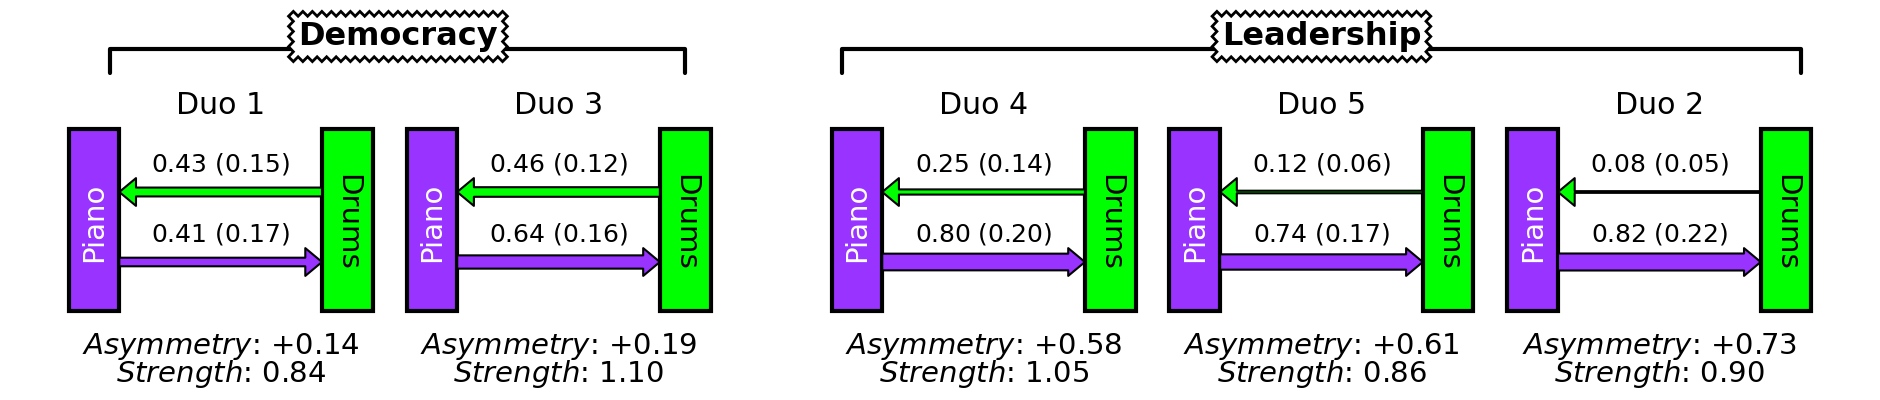 Democracy
Leadership
Duo 1
Duo 3
Duo 4
Duo 5
Duo 2
Piano
0.43 (0.15)
0.41 (0.17)
Drums
Piano
0.46 (0.12)
0.64 (0.16)
Drums
Piano
0.25 (0.14)
0.80 (0.20)
Drums
Piano
0.12 (0.06)
0.74 (0.17)
Drums
Piano
0.08 (0.05)
0.82 (0.22)
Drums
Asymmetry: +0.14
Strength: 0.84
Asymmetry: +0.19
Strength: 1.10
Asymmetry: +0.58
Strength: 1.05
Asymmetry: +0.61
Strength: 0.86
Asymmetry: +0.73
Strength: 0.90